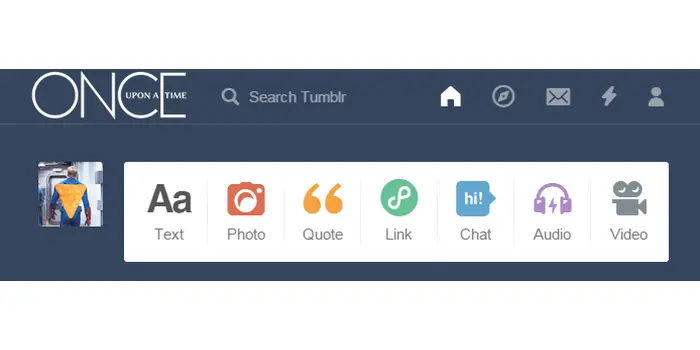 ONCE
UPON A TIME
Search Tumblr
Aa
hi!
Text Photo Quote Link Chat Audio Video